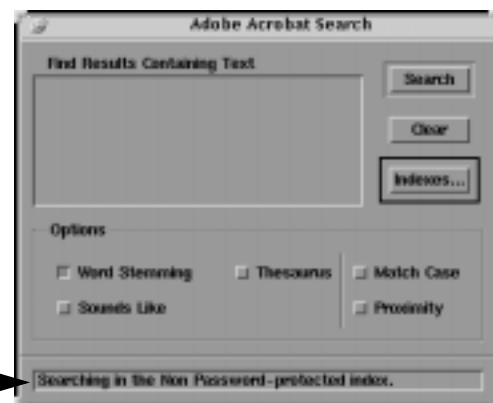 Adobe Acrobat Search
Find Results Containing Text
Search
Clear
Indexes...
Options
Word Stemming
Thesaurus
Match Case
Sounds Like
Proximity
Searching in the Non Password-protected index.